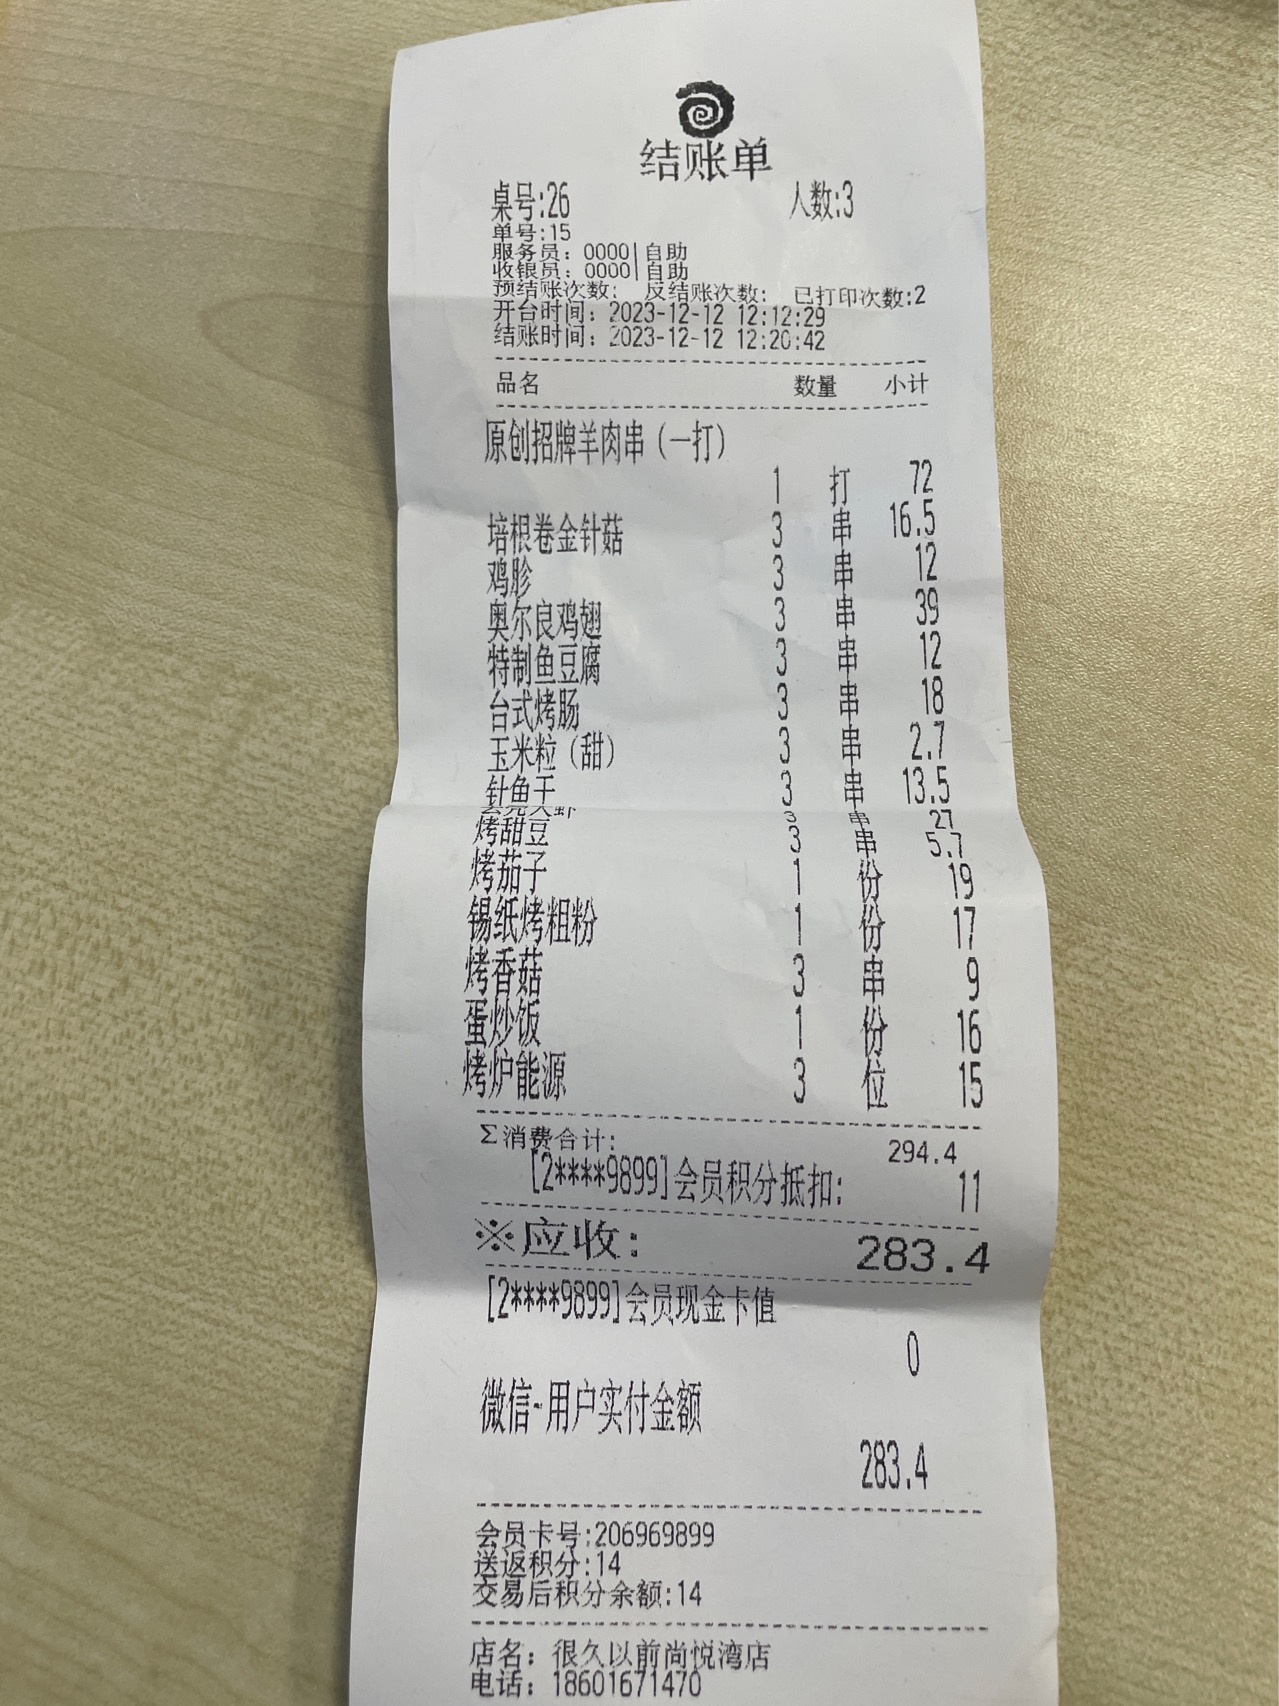 结账单
桌号:26 人数:3
单号:15
服务员: 0000|自助
收银员: 0000|自助
预结账次数: 反结账次数: 已打印次数:2
开台时间: 2023-12-12 12:12:29
结账时间: 2023-12-12 12:20:42
品名 数量 小计
原创招牌羊肉串(一打)
1 打 72
培根卷金针菇 3 串 16.5
鸡胗 3 串 12
奥尔良鸡翅 3 串 39
特制鱼豆腐 3 串 12
台式烤肠 3 串 18
玉米粒(甜) 3 串 2.7
针鱼干 3 串 13.5
大虾 3 串 27
烤甜豆 3 串 5.7
烤茄子 1 份 19
锡纸烤粗粉 1 份 17
烤香菇 3 串 9
蛋炒饭 1 份 16
烤炉能源 3 位 15
Σ消费合计: 294.4
[2****9899]会员积分抵扣: 11
※应收: 283.4
[2****9899]会员现金卡值
0
微信-用户实付金额
283.4
会员卡号:206969899
送返积分:14
交易后积分余额:14
店名: 很久以前尚悦湾店
电话: 18601671470